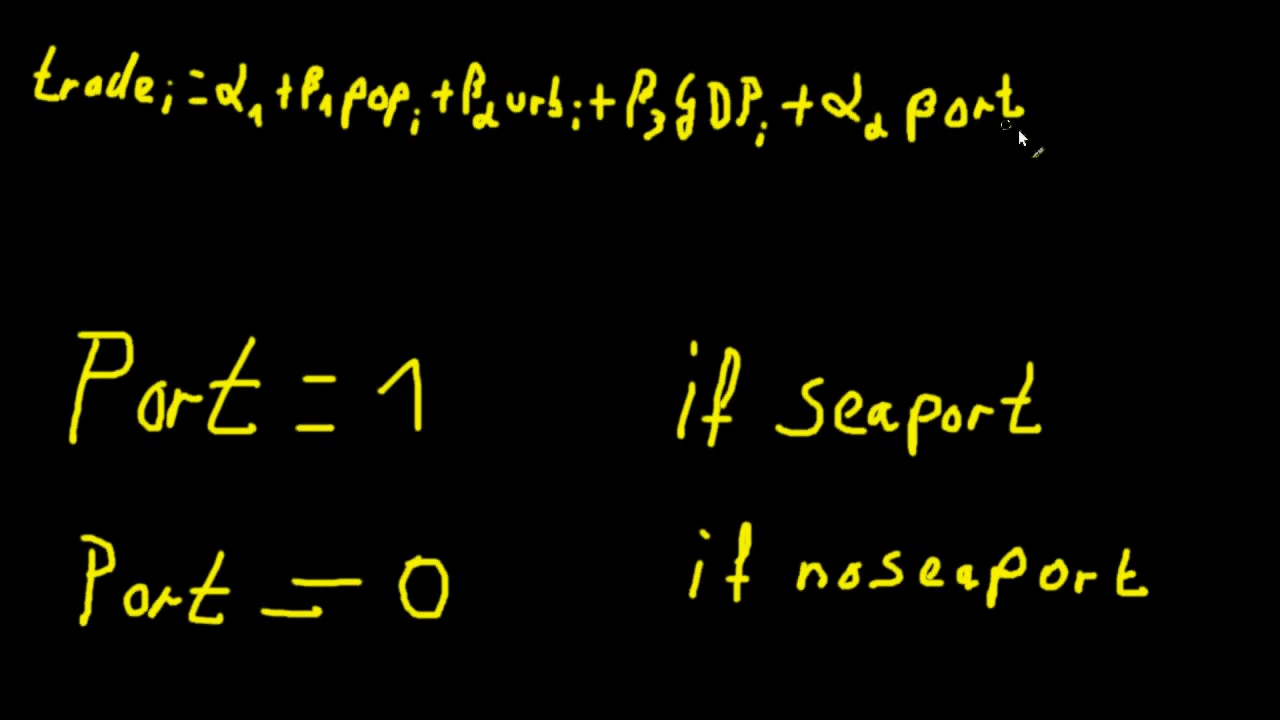 tradeᵢ = α₁ + β₁popᵢ + β₂urbᵢ + β₃GDPᵢ + α₂ port
Port = 1 if seaport
Port = 0 if noseaport